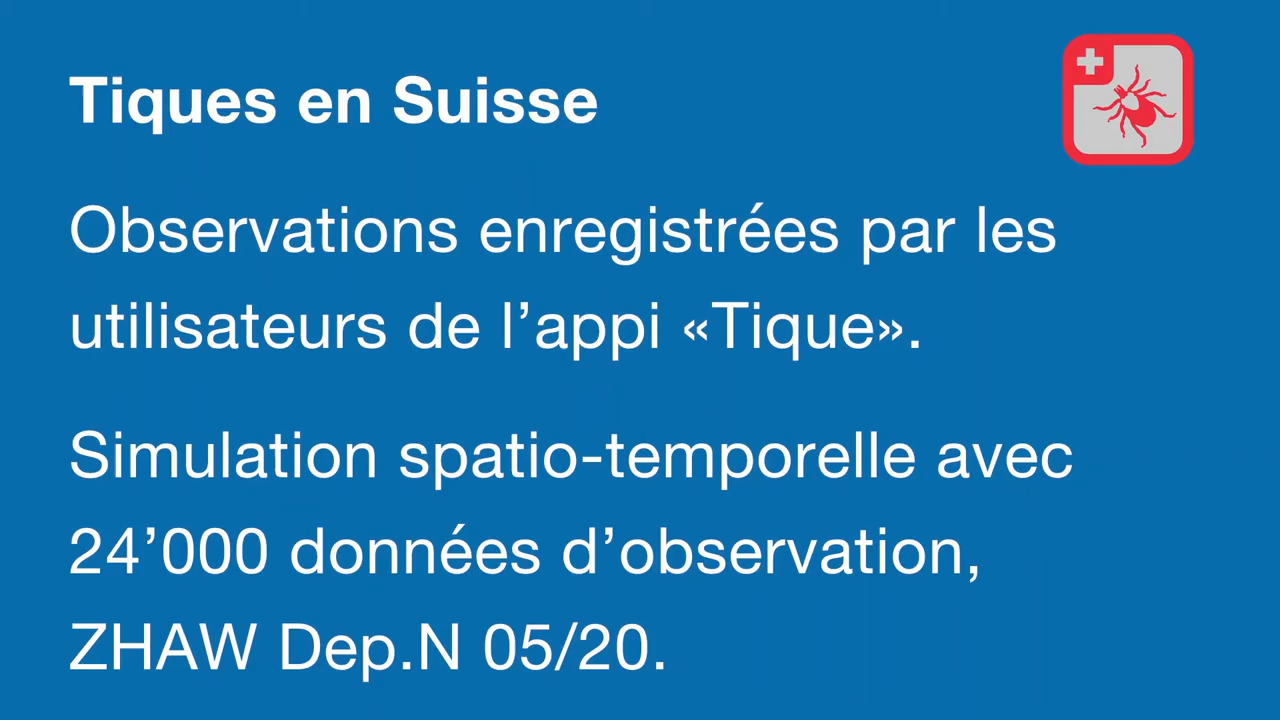 Tiques en Suisse
Observations enregistrées par les
utilisateurs de l’appi «Tique».
Simulation spatio-temporelle avec
24’000 données d’observation,
ZHAW Dep.N 05/20.